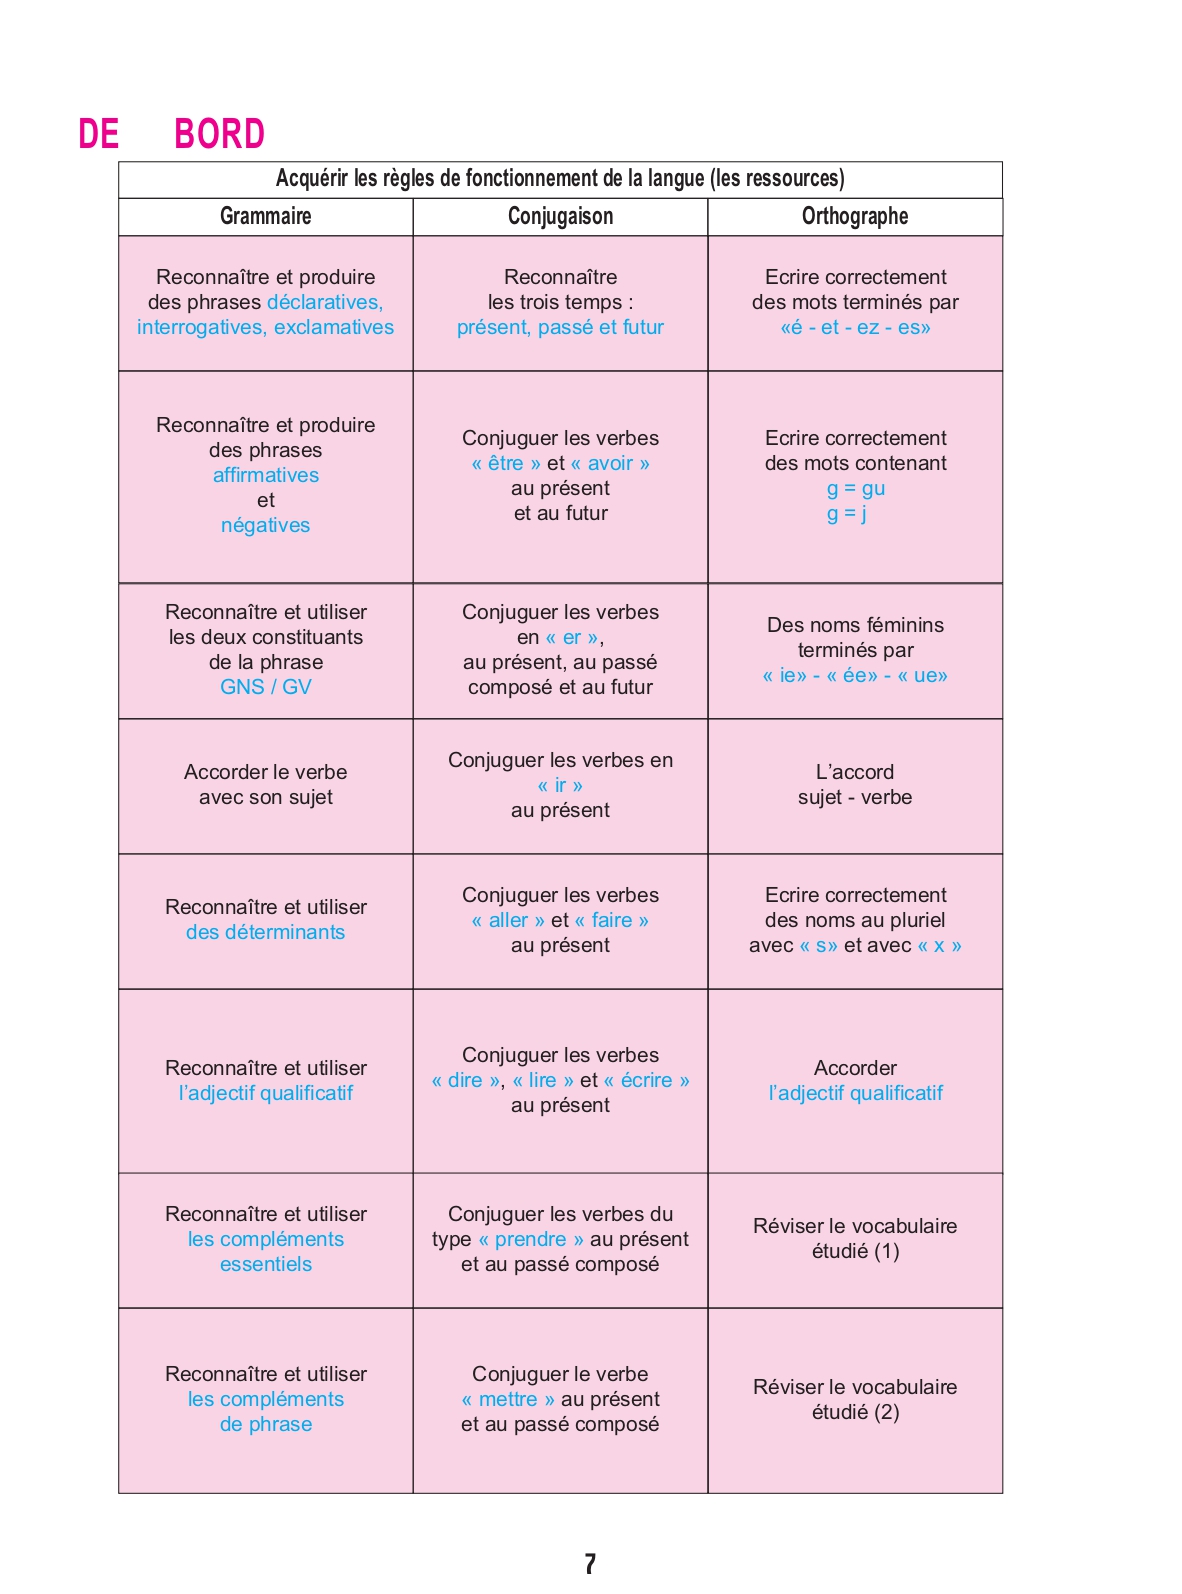 DE BORD
Acquérir les règles de fonctionnement de la langue (les ressources)
Grammaire
Conjugaison
Orthographe
Reconnaître et produire
des phrases déclaratives,
interrogatives, exclamatives
Reconnaître
les trois temps :
présent, passé et futur
Ecrire correctement
des mots terminés par
«é - et - ez - es»
Reconnaître et produire
des phrases
affirmatives
et
négatives
Conjuguer les verbes
« être » et « avoir »
au présent
et au futur
Ecrire correctement
des mots contenant
g = gu
g = j
Reconnaître et utiliser
les deux constituants
de la phrase
GNS / GV
Conjuguer les verbes
en « er »,
au présent, au passé
composé et au futur
Des noms féminins
terminés par
« ie» - « ée» - « ue»
Accorder le verbe
avec son sujet
Conjuguer les verbes en
« ir »
au présent
L’accord
sujet - verbe
Reconnaître et utiliser
des déterminants
Conjuguer les verbes
« aller » et « faire »
au présent
Ecrire correctement
des noms au pluriel
avec « s» et avec « x »
Reconnaître et utiliser
l’adjectif qualificatif
Conjuguer les verbes
« dire », « lire » et « écrire »
au présent
Accorder
l’adjectif qualificatif
Reconnaître et utiliser
les compléments
essentiels
Conjuguer les verbes du
type « prendre » au présent
et au passé composé
Réviser le vocabulaire
étudié (1)
Reconnaître et utiliser
les compléments
de phrase
Conjuguer le verbe
« mettre » au présent
et au passé composé
Réviser le vocabulaire
étudié (2)
7